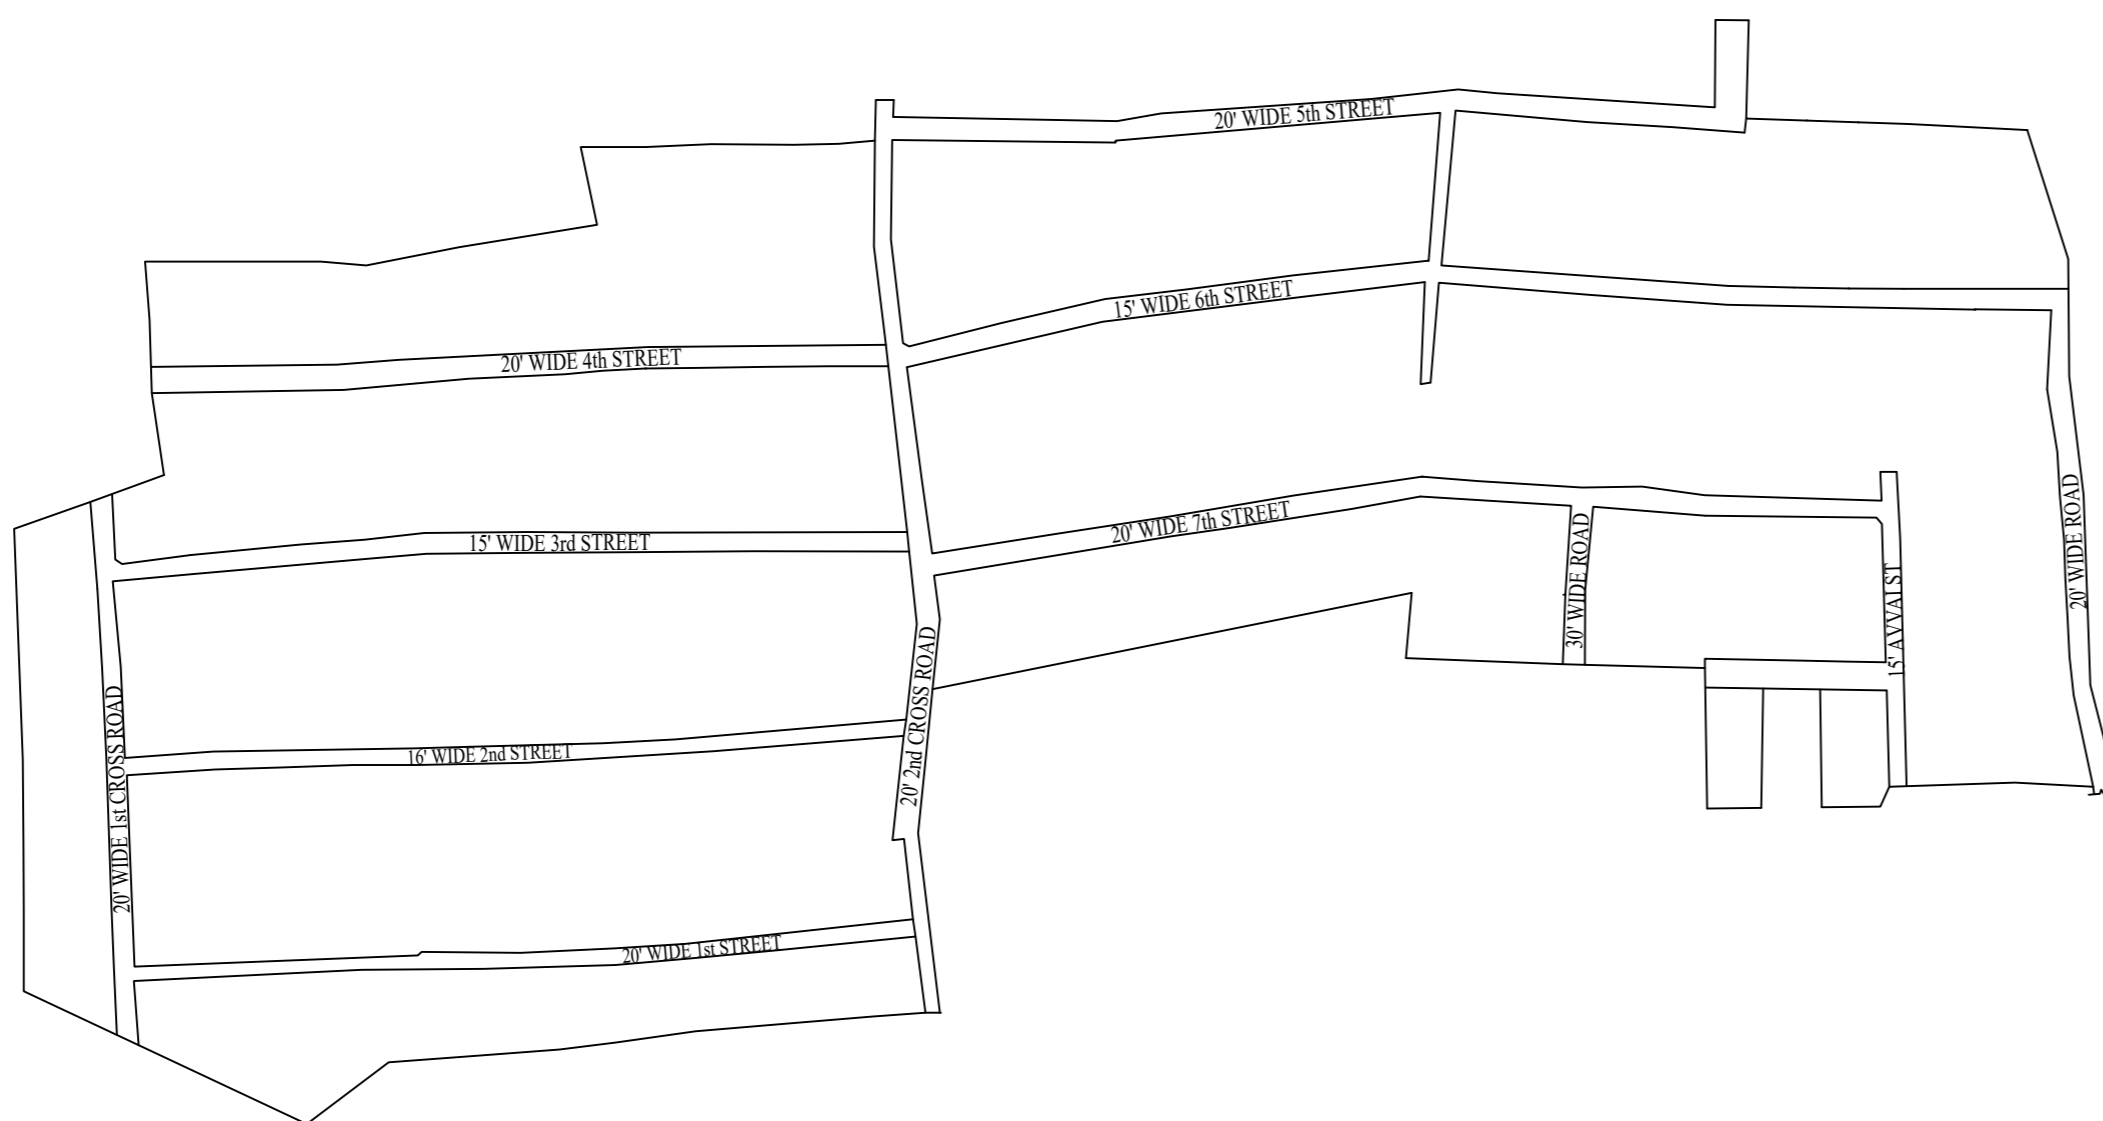 20' WIDE 5th STREET
15' WIDE 6th STREET
20' WIDE 4th STREET
15' WIDE 3rd STREET
20' WIDE 7th STREET
30' WIDE ROAD
15' AVVAI ST
20' WIDE ROAD
20' WIDE 1st CROSS ROAD
16' WIDE 2nd STREET
20' 2nd CROSS ROAD
20' WIDE 1st STREET